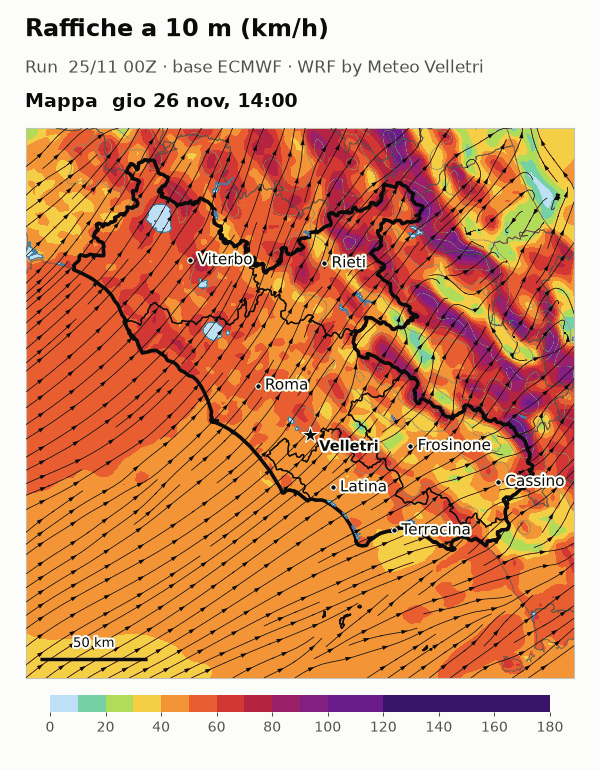 Raffiche a 10 m (km/h)
Run  25/11 00Z · base ECMWF · WRF by Meteo Velletri
Mappa  gio 26 nov, 14:00
Viterbo
Rieti
Roma
Velletri
Frosinone
Latina
Cassino
Terracina
50 km
0 20 40 60 80 100 120 140 160 180